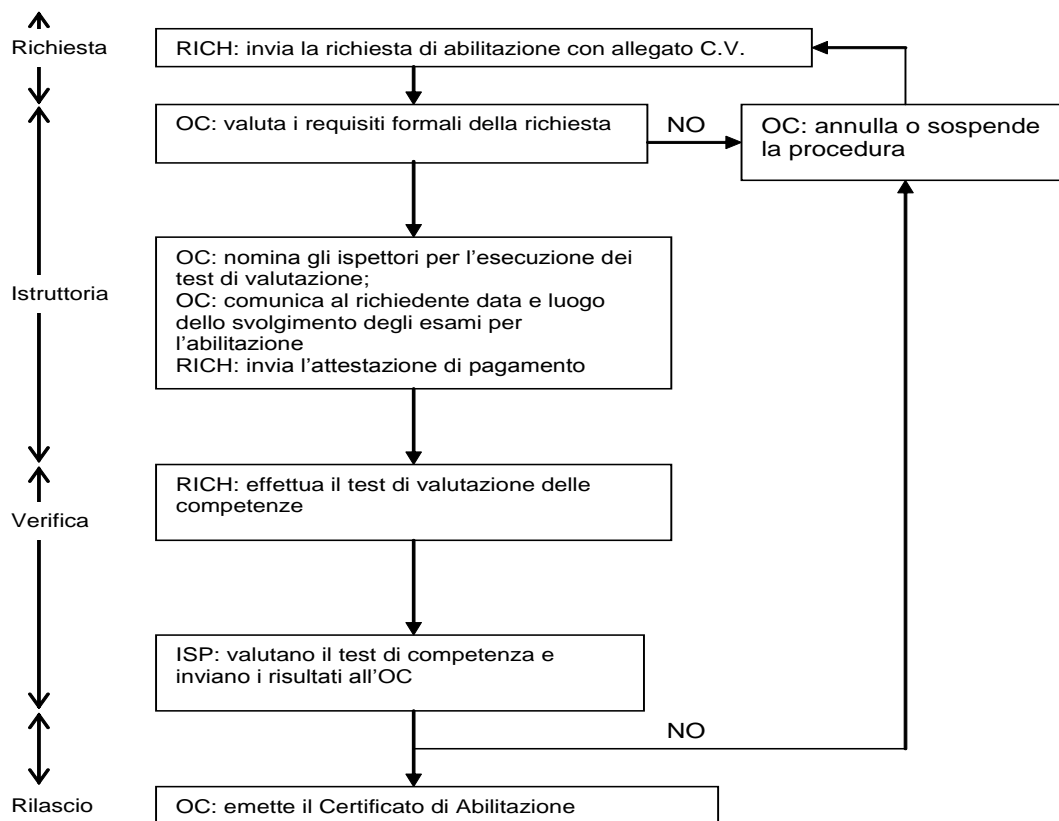 Richiesta
RICH: invia la richiesta di abilitazione con allegato C.V.
OC: valuta i requisiti formali della richiesta
NO
OC: annulla o sospende
la procedura
Istruttoria
OC: nomina gli ispettori per l'esecuzione dei
test di valutazione;
OC: comunica al richiedente data e luogo
dello svolgimento degli esami per
l'abilitazione
RICH: invia l'attestazione di pagamento
Verifica
RICH: effettua il test di valutazione delle
competenze
ISP: valutano il test di competenza e
inviano i risultati all'OC
NO
Rilascio
OC: emette il Certificato di Abilitazione